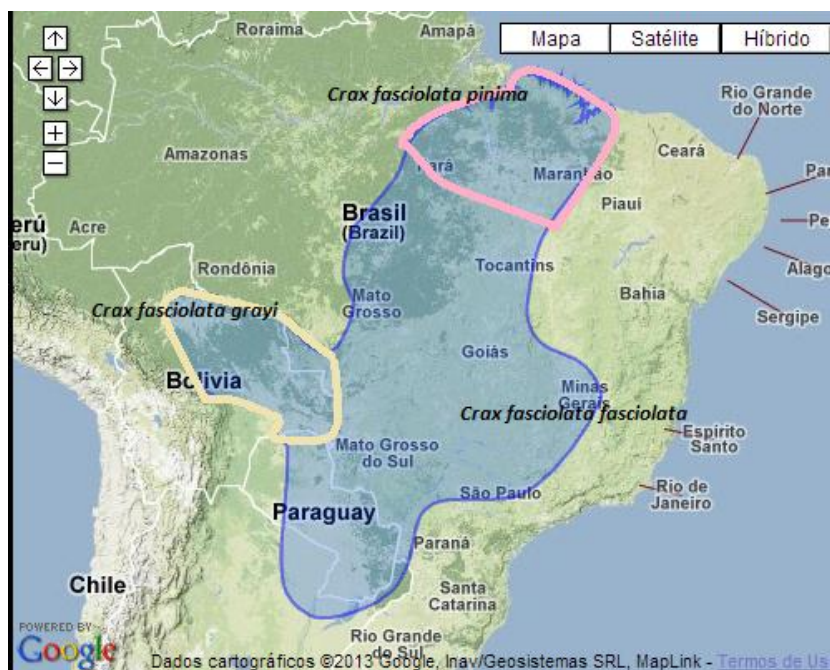 Roraima
Amapá
Mapa
Satélite
Híbrido
Crax fasciolata pinima
Rio Grande
do Norte
Amazonas
Pará
Maranhão
Ceará
Piaui
Brasil
(Brazil)
Acre
Rondônia
Tocantins
Bahia
Alago
Sergipe
Crax fasciolata grayi
Mato
Grosso
Goiás
Bolivia
Minas
Gerais
Crax fasciolata fasciolata
Espirito
Santo
Mato Grosso
do Sul
São Paulo
Rio de
Janeiro
Paraguay
Paraná
Chile
Santa
Catarina
Rio Grande
do Sul
POWERED BY
Google
Dados cartográficos ©2013 Google, Inav/Geosistemas SRL, MapLink - Termos de Us